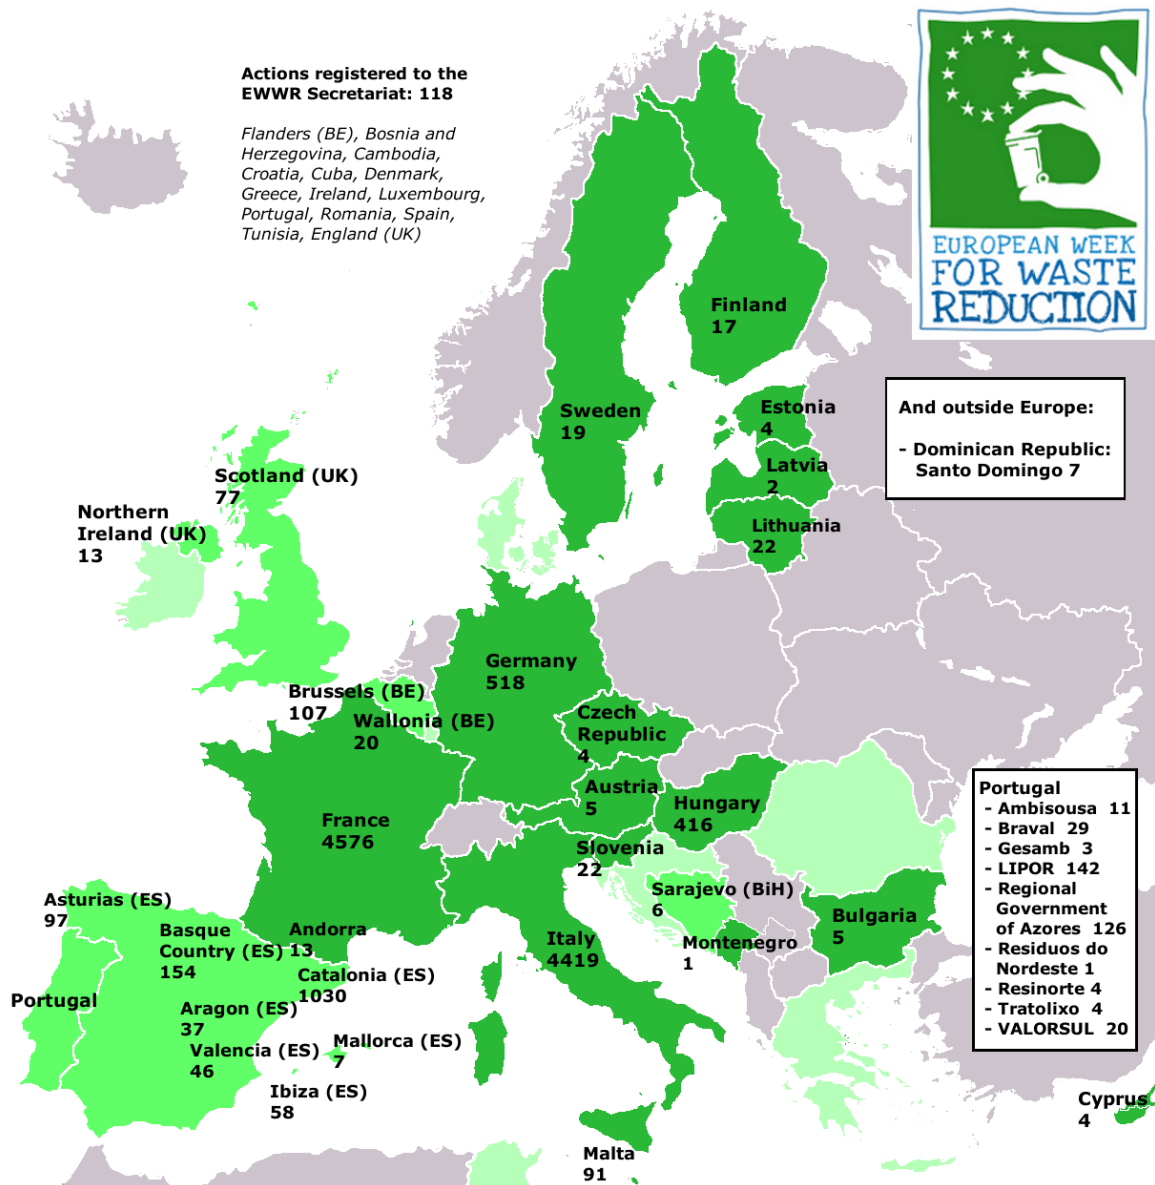 Actions registered to the
EWWR Secretariat: 118
Flanders (BE), Bosnia and
Herzegovina, Cambodia,
Croatia, Cuba, Denmark,
Greece, Ireland, Luxembourg,
Portugal, Romania, Spain,
Tunisia, England (UK)
EUROPEAN WEEK
FOR WASTE
REDUCTION
Finland
17
And outside Europe:
- Dominican Republic:
Santo Domingo 7
Sweden
19
Estonia
4
Latvia
2
Lithuania
22
Scotland (UK)
77
Northern
Ireland (UK)
13
Germany
518
Brussels (BE)
107
Wallonia (BE)
20
Czech
Republic
4
Austria
5
Hungary
416
France
4576
Slovenia
22
Portugal
- Ambisousa 11
- Braval 29
- Gesamb 3
- LIPOR 142
- Regional
Government
of Azores 126
- Residuos do
Nordeste 1
- Resinorte 4
- Tratolixo 4
- VALORSUL 20
Sarajevo (BiH)
6
Asturias (ES)
97
Basque
Country (ES)
154
Andorra
13
Italy
4419
Montenegro
1
Bulgaria
5
Catalonia (ES)
1030
Portugal
Aragon (ES)
37
Valencia (ES)
46
Mallorca (ES)
7
Ibiza (ES)
58
Cyprus
4
Malta
91